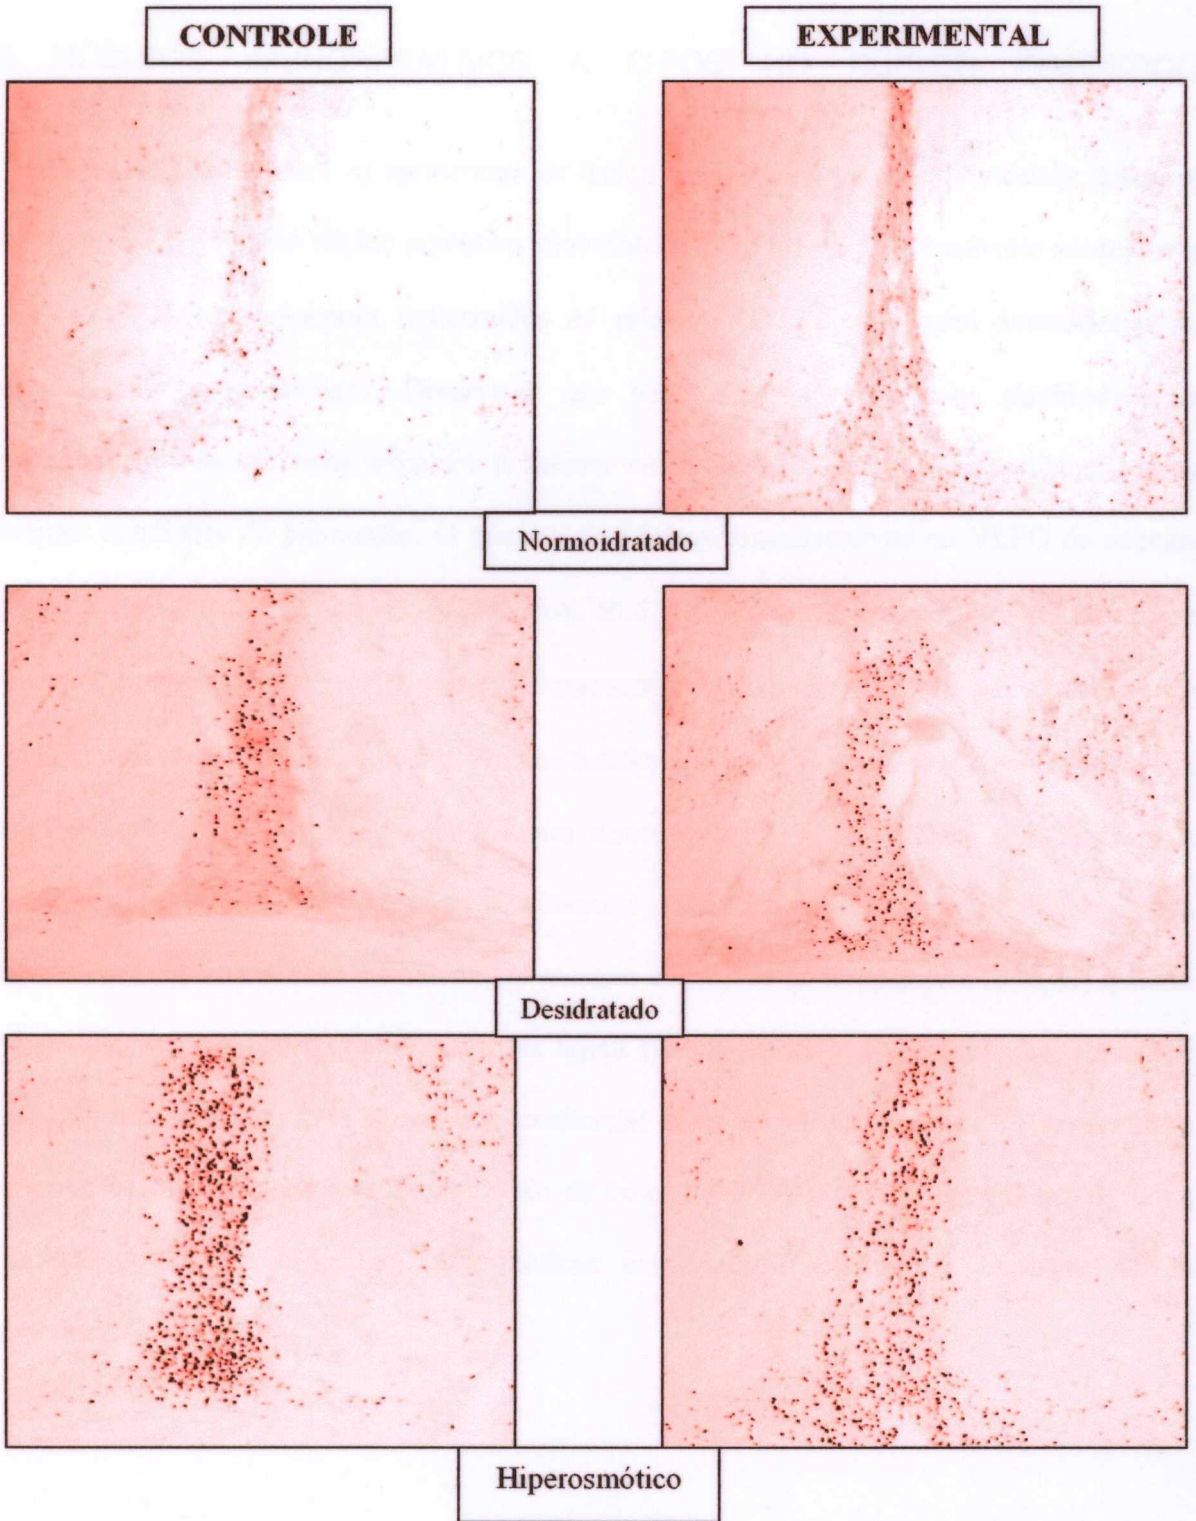 CONTROLE
EXPERIMENTAL
Normoidratado
Desidratado
Hiperosmótico